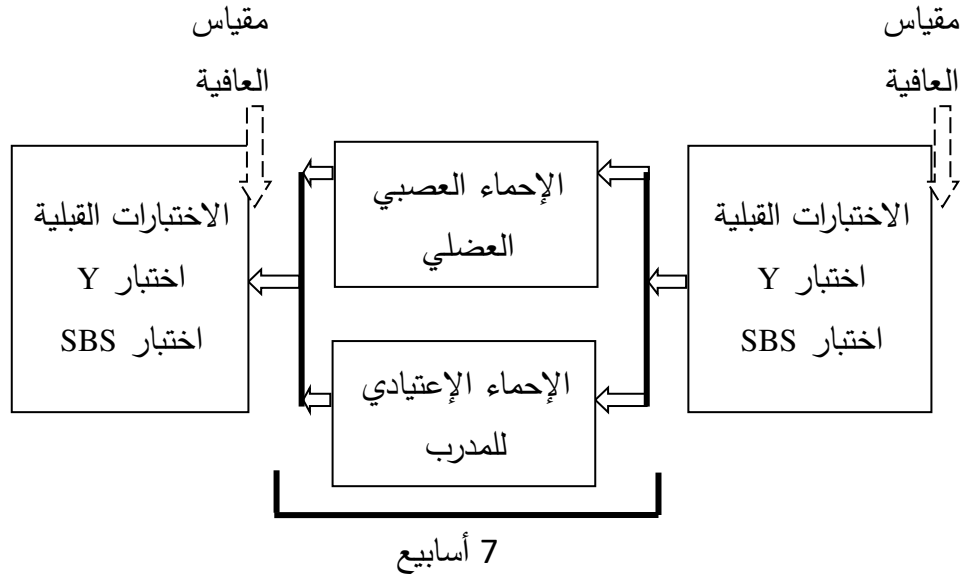 مقياس
العافية
مقياس
العافية
الاختبارات القبلية
اختبار Y
اختبار SBS
الإحماء العصبي
العضلي
الإحماء الإعتيادي
للمدرب
الاختبارات القبلية
اختبار Y
اختبار SBS
7 أسابيع